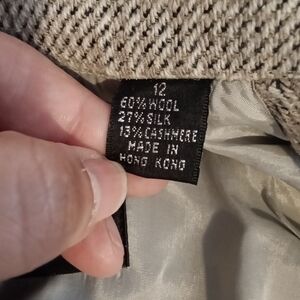 12
60% WOOL
27% SILK
13% CASHMERE
MADE IN
HONG KONG